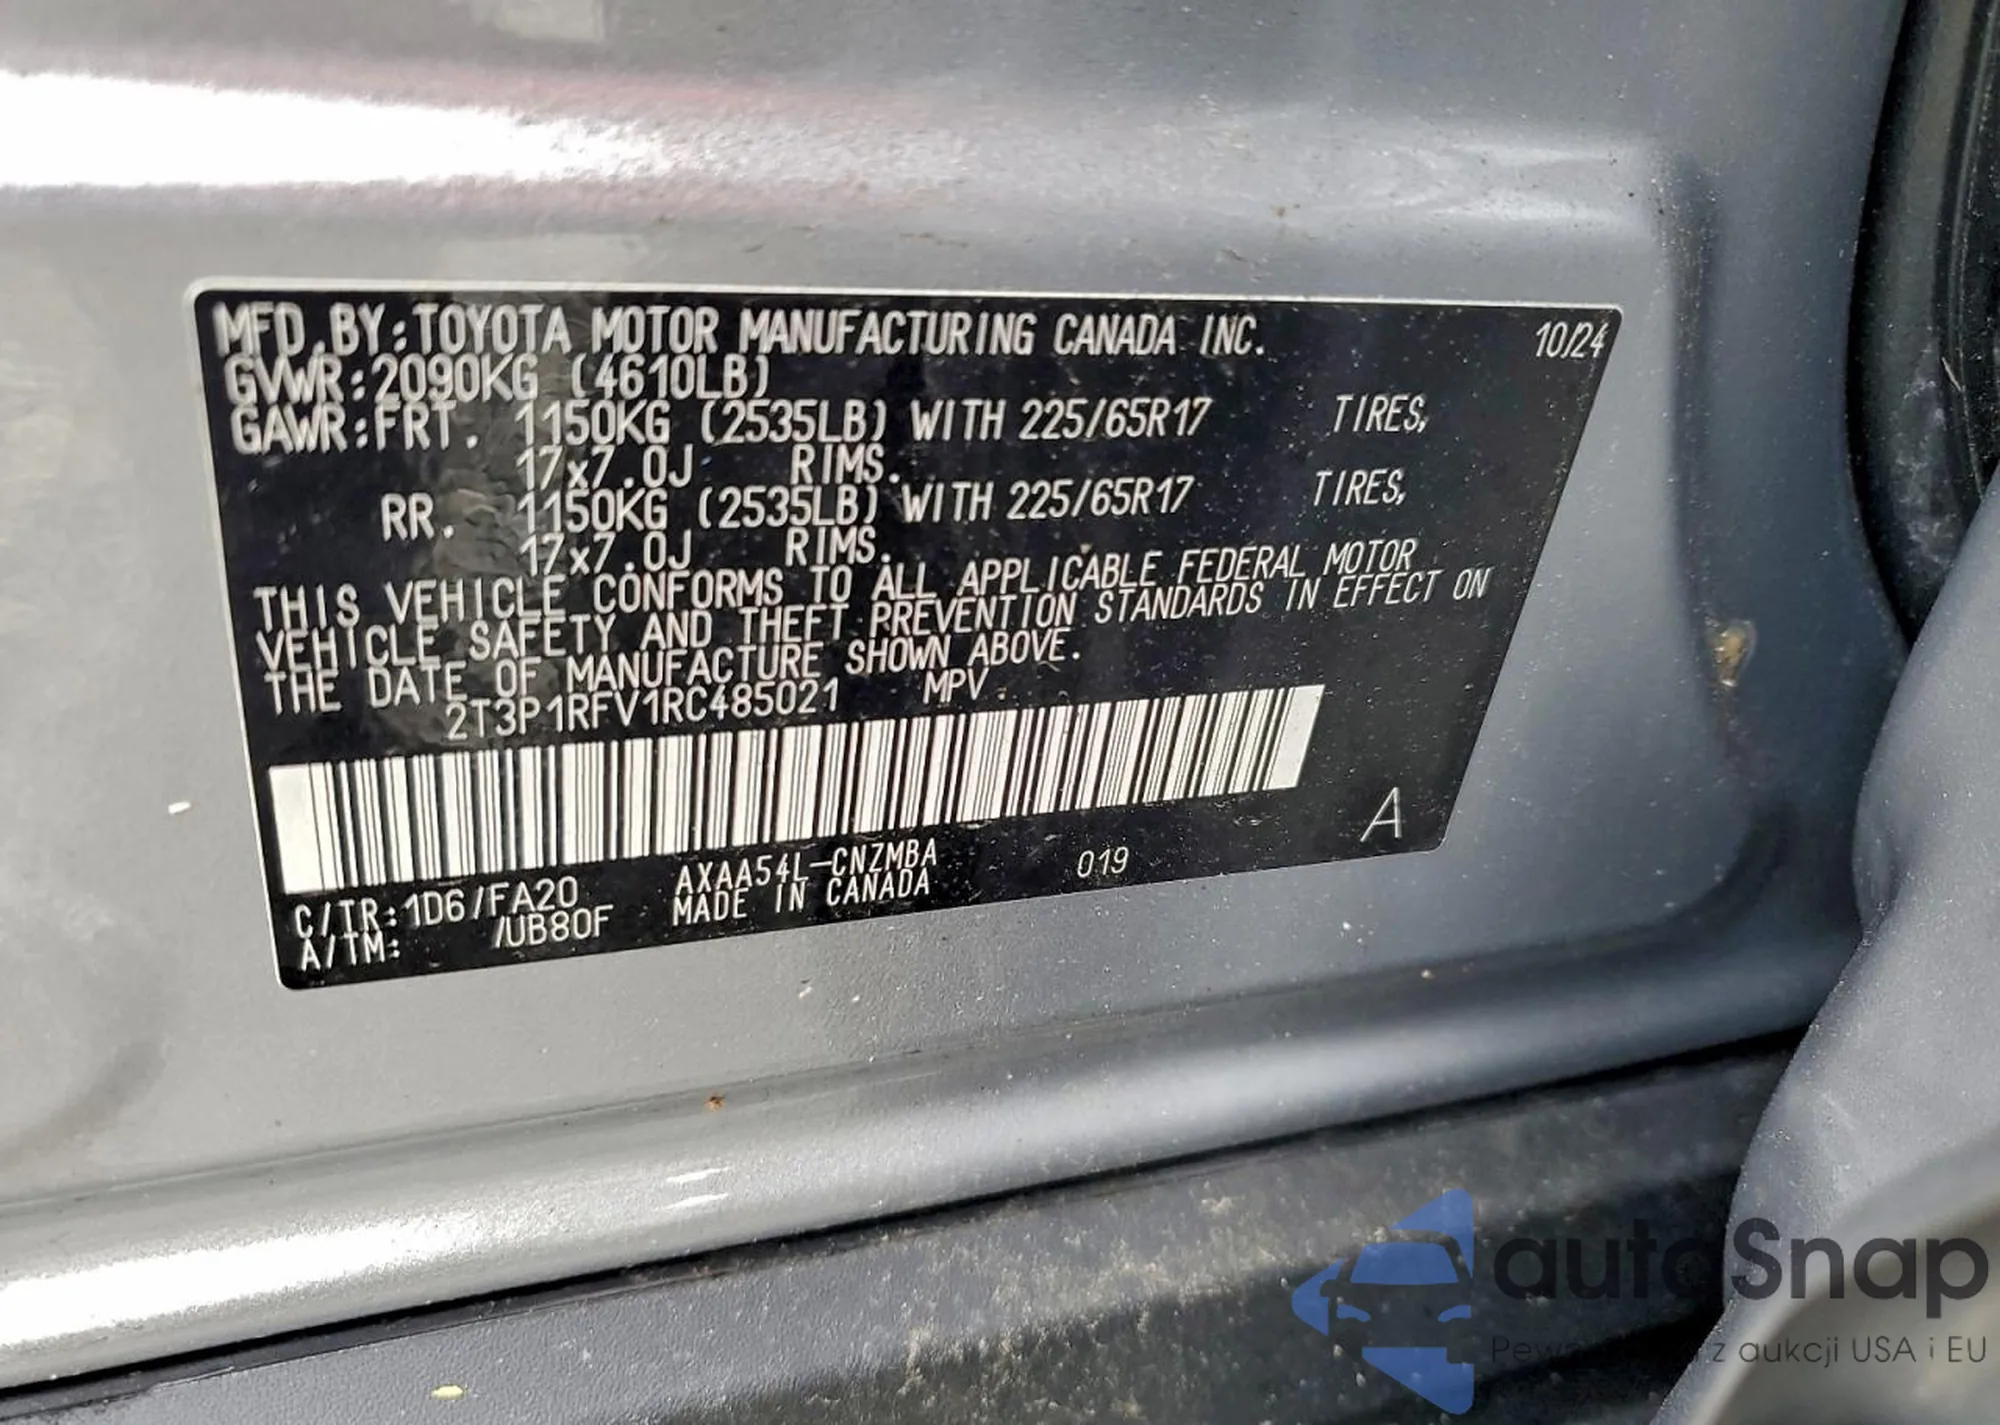 MFD.BY:TOYOTA MOTOR MANUFACTURING CANADA INC. 10/24
GVWR:2090KG (4610LB)
GAWR:FRT. 1150KG (2535LB) WITH 225/65R17 TIRES,
17x7.0J RIMS.
RR. 1150KG (2535LB) WITH 225/65R17 TIRES,
17x7.0J RIMS.
THIS VEHICLE CONFORMS TO ALL APPLICABLE FEDERAL MOTOR
VEHICLE SAFETY AND THEFT PREVENTION STANDARDS IN EFFECT ON
THE DATE OF MANUFACTURE SHOWN ABOVE.
2T3P1RFV1RC485021 MPV
A
C/TR:1D6/FA20 AXAA54L-CNZMBA 019
A/TM: /UB80F MADE IN CANADA
autoSnap
z aukcji USA i EU